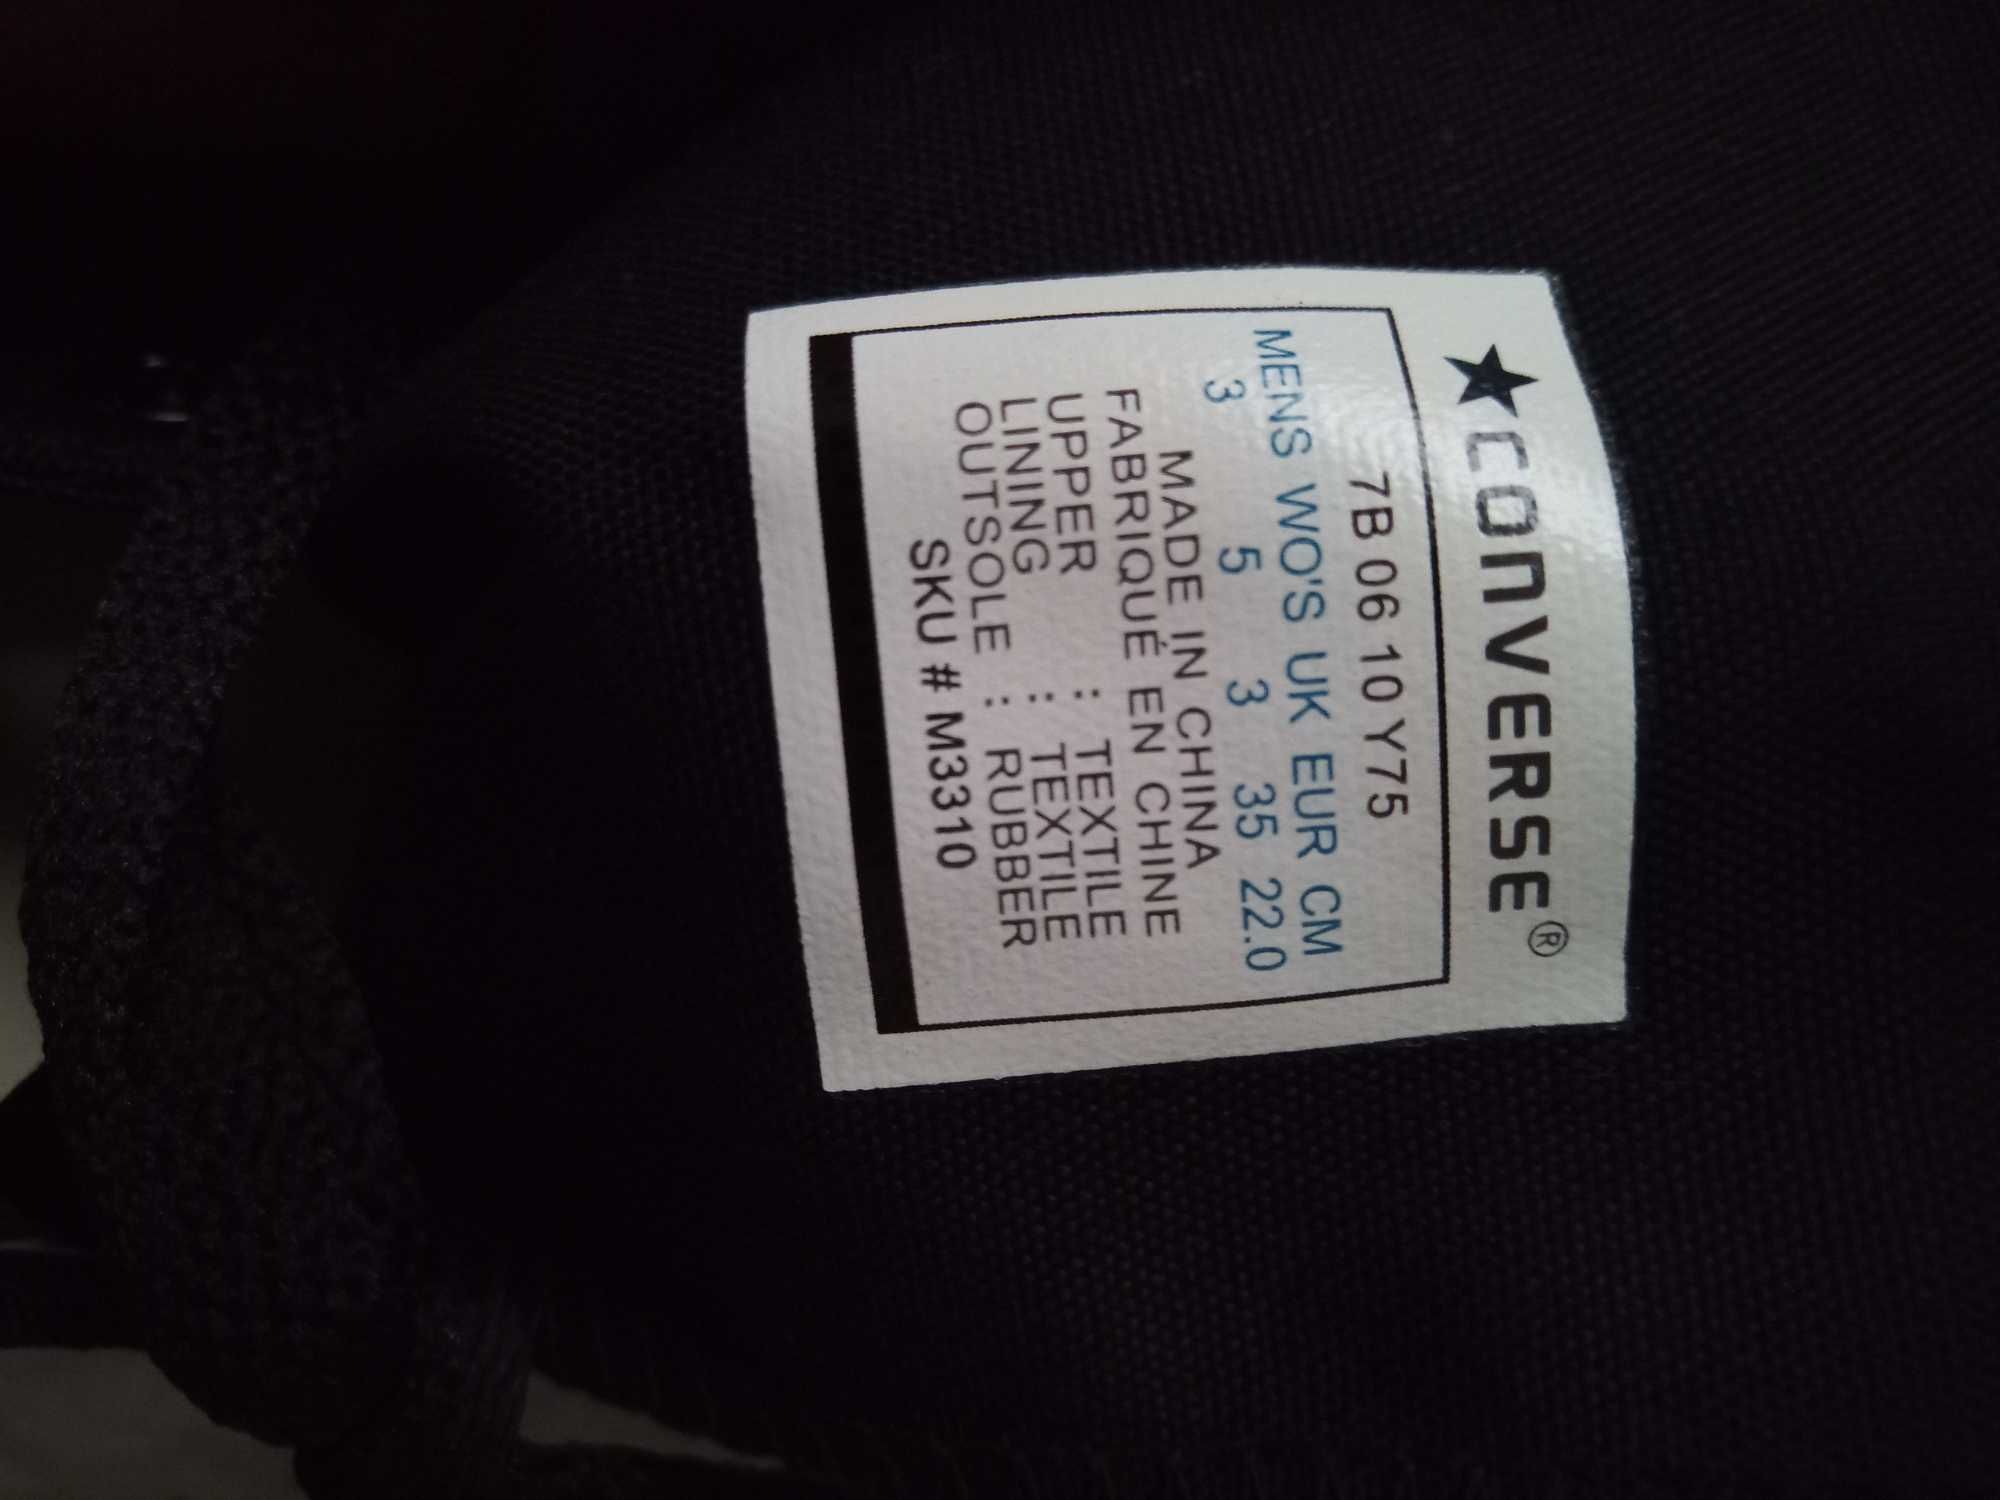 ★CONVERSE®
7B 06 10 Y75
MENS WO'S UK EUR CM
3 5 3 35 22.0
MADE IN CHINA
FABRIQUÉ EN CHINE
UPPER : TEXTILE
LINING : TEXTILE
OUTSOLE : RUBBER
SKU # M3310